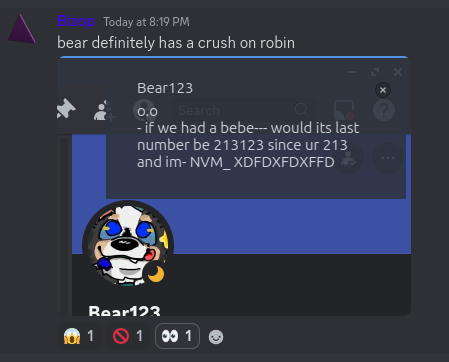 Bizop Today at 8:19 PM
bear definitely has a crush on robin
Bear123
o.o
Search
- if we had a bebe--- would its last
number be 213123 since ur 213
and im- NVM_ XDFDXFDXFFD
Bear123
1 1 1